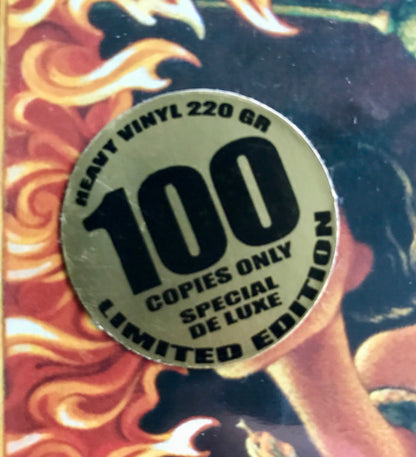 HEAVY VINYL 220 GR
100
COPIES ONLY
SPECIAL
DE LUXE
LIMITED EDITION